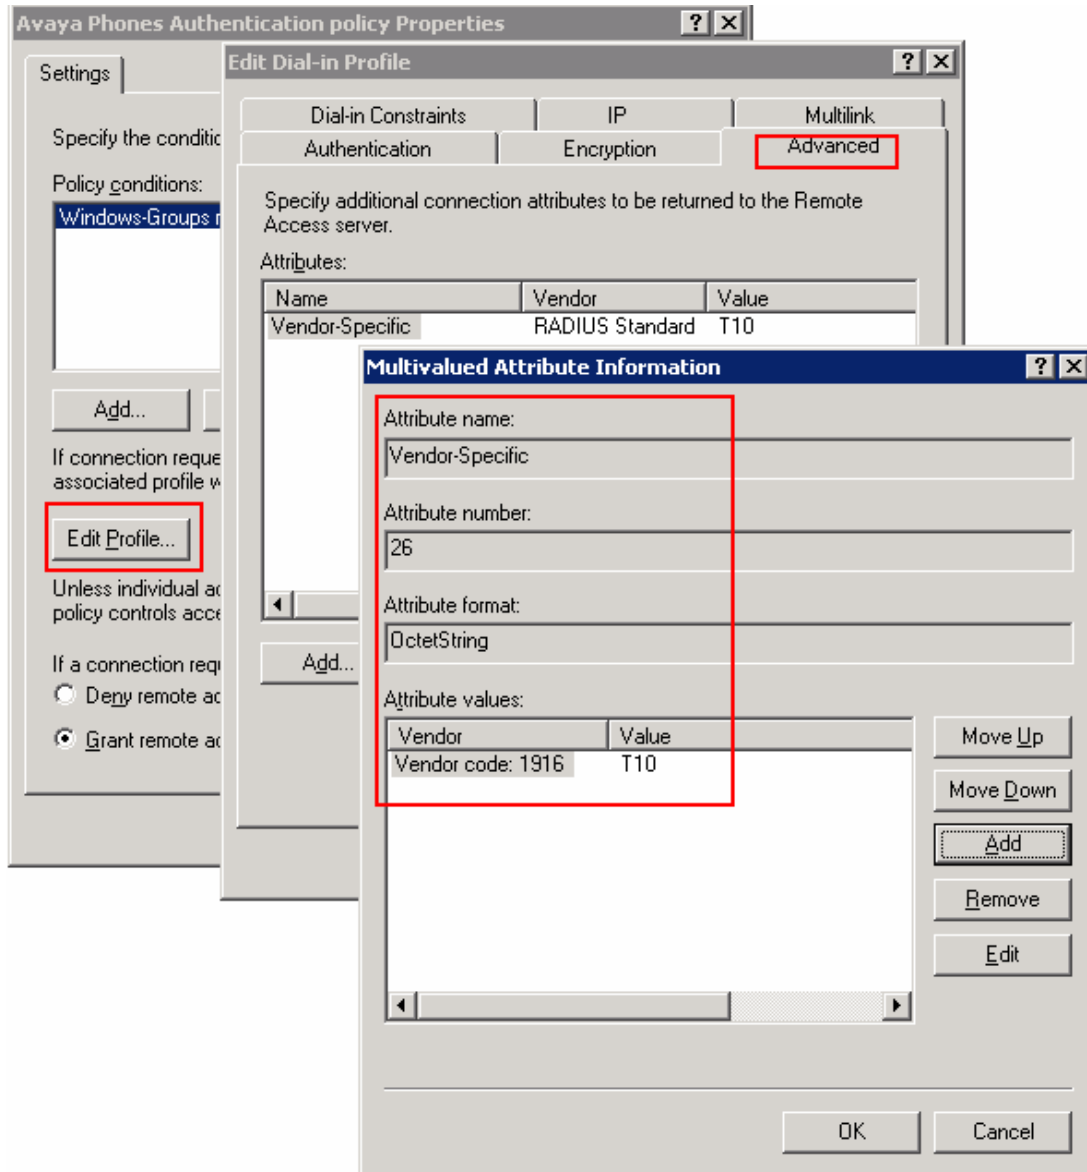 Avaya Phones Authentication policy Properties
Settings
Specify the conditic
Policy conditions:
Windows-Groups r
Add...
If connection reque
associated profile w
Edit Profile...
Unless individual ac
policy controls acce
If a connection requ
Deny remote ac
Grant remote ac
Edit Dial-in Profile
Dial-in Constraints
IP
Multilink
Authentication
Encryption
Advanced
Specify additional connection attributes to be returned to the Remote
Access server.
Attributes:
Name Vendor Value
Vendor-Specific RADIUS Standard T10
Add...
Multivalued Attribute Information
Attribute name:
Vendor-Specific
Attribute number:
26
Attribute format:
OctetString
Attribute values:
Vendor Value
Vendor code: 1916 T10
Move Up
Move Down
Add
Remove
Edit
OK
Cancel